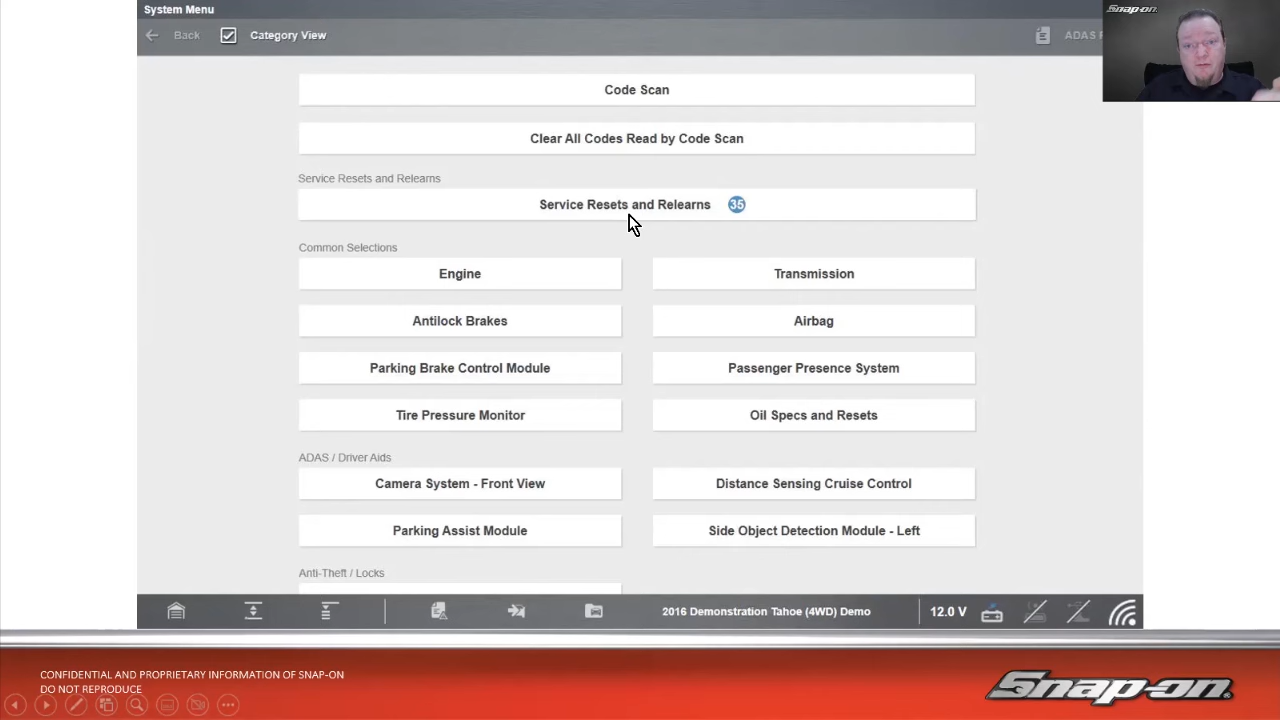 System Menu
Back
Category View
ADAS
Snap-on
Code Scan
Clear All Codes Read by Code Scan
Service Resets and Relearns
Service Resets and Relearns 35
Common Selections
Engine
Transmission
Antilock Brakes
Airbag
Parking Brake Control Module
Passenger Presence System
Tire Pressure Monitor
Oil Specs and Resets
ADAS / Driver Aids
Camera System - Front View
Distance Sensing Cruise Control
Parking Assist Module
Side Object Detection Module - Left
Anti-Theft / Locks
2016 Demonstration Tahoe (4WD) Demo
12.0 V
CONFIDENTIAL AND PROPRIETARY INFORMATION OF SNAP-ON
DO NOT REPRODUCE
Snap-on